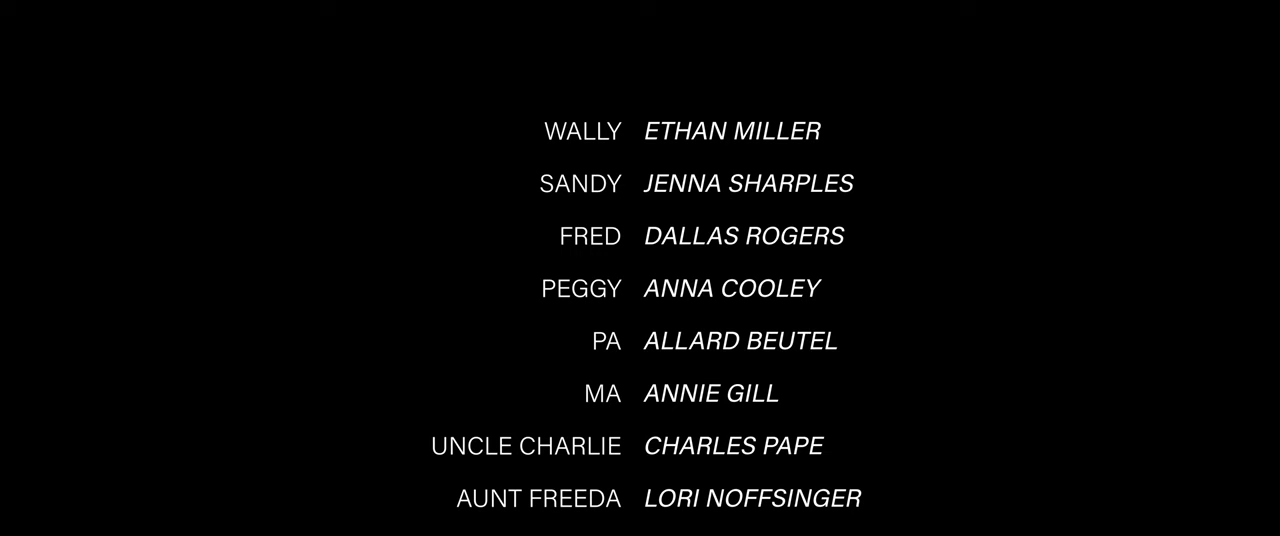 WALLY ETHAN MILLER
SANDY JENNA SHARPLES
FRED DALLAS ROGERS
PEGGY ANNA COOLEY
PA ALLARD BEUTEL
MA ANNIE GILL
UNCLE CHARLIE CHARLES PAPE
AUNT FREEDA LORI NOFFSINGER